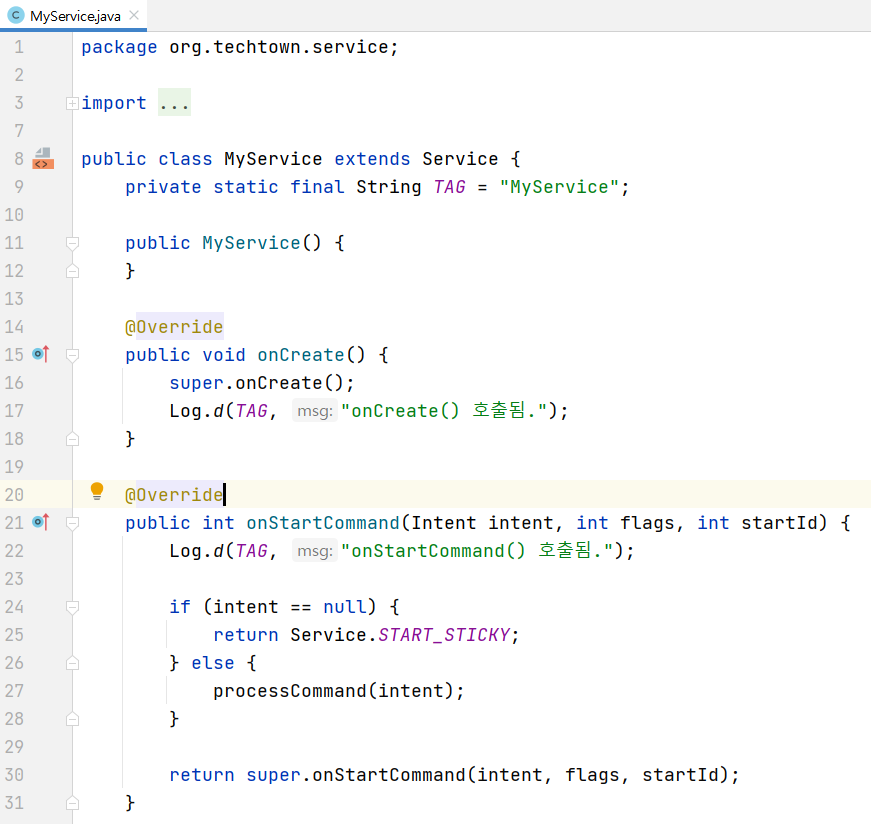 MyService.java
1 package org.techtown.service;
2
3 import ...
7
8 public class MyService extends Service {
9 private static final String TAG = "MyService";
10
11 public MyService() {
12 }
13
14 @Override
15 public void onCreate() {
16 super.onCreate();
17 Log.d(TAG, msg: "onCreate() 호출됨.");
18 }
19
20 @Override
21 public int onStartCommand(Intent intent, int flags, int startId) {
22 Log.d(TAG, msg: "onStartCommand() 호출됨.");
23
24 if (intent == null) {
25 return Service.START_STICKY;
26 } else {
27 processCommand(intent);
28 }
29
30 return super.onStartCommand(intent, flags, startId);
31 }